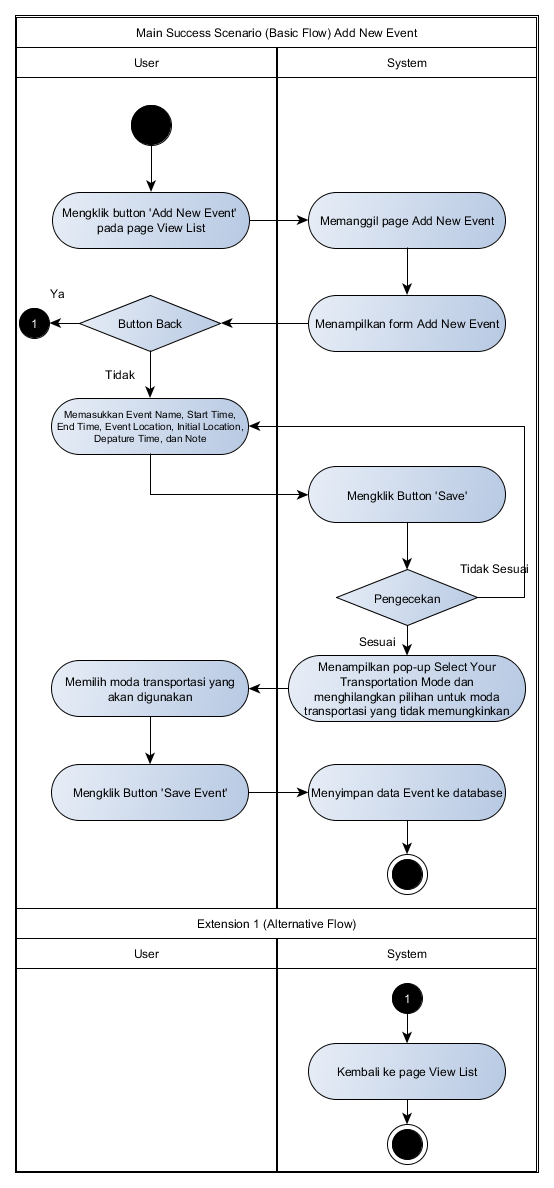 Main Success Scenario (Basic Flow) Add New Event
User
System
Mengklik button 'Add New Event'
pada page View List
Memanggil page Add New Event
Menampilkan form Add New Event
Button Back
Ya
1
Tidak
Memasukkan Event Name, Start Time,
End Time, Event Location, Initial Location,
Depature Time, dan Note
Mengklik Button 'Save'
Pengecekan
Tidak Sesuai
Sesuai
Menampilkan pop-up Select Your
Transportation Mode dan
menghilangkan pilihan untuk moda
transportasi yang tidak memungkinkan
Memilih moda transportasi yang
akan digunakan
Mengklik Button 'Save Event'
Menyimpan data Event ke database
Extension 1 (Alternative Flow)
User
System
1
Kembali ke page View List